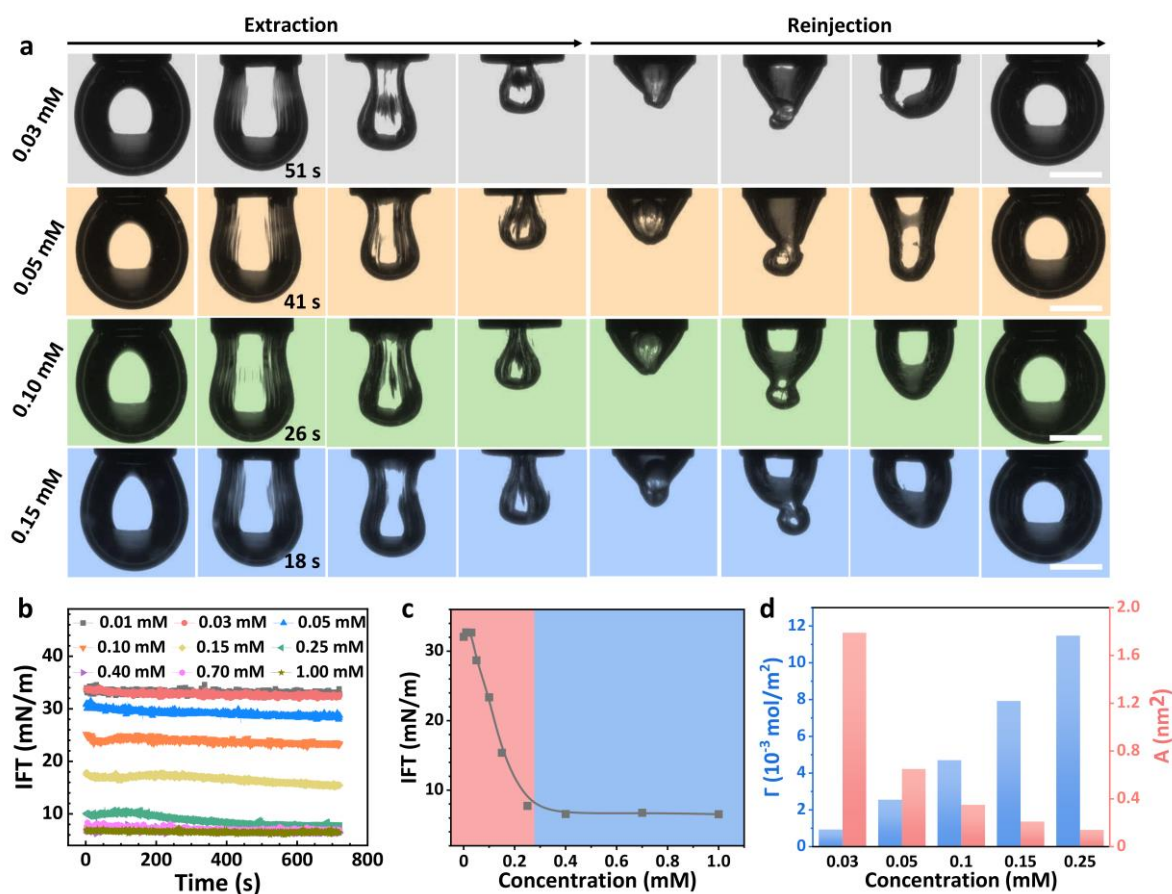 Extraction Reinjection
a
0.03 mM
51 s
0.05 mM
41 s
0.10 mM
26 s
0.15 mM
18 s
b
0.01 mM 0.03 mM 0.05 mM
0.10 mM 0.15 mM 0.25 mM
0.40 mM 0.70 mM 1.00 mM
40
30
20
10
IFT (mN/m)
0 200 400 600 800
Time (s)
c
40
30
20
10
0
IFT (mN/m)
0.0 0.2 0.4 0.6 0.8 1.0
Concentration (mM)
d
12
10
8
6
4
2
0
Γ (10⁻³ mol/m²)
2.0
1.6
1.2
0.8
0.4
0
A (nm²)
0.03 0.05 0.1 0.15 0.25
Concentration (mM)